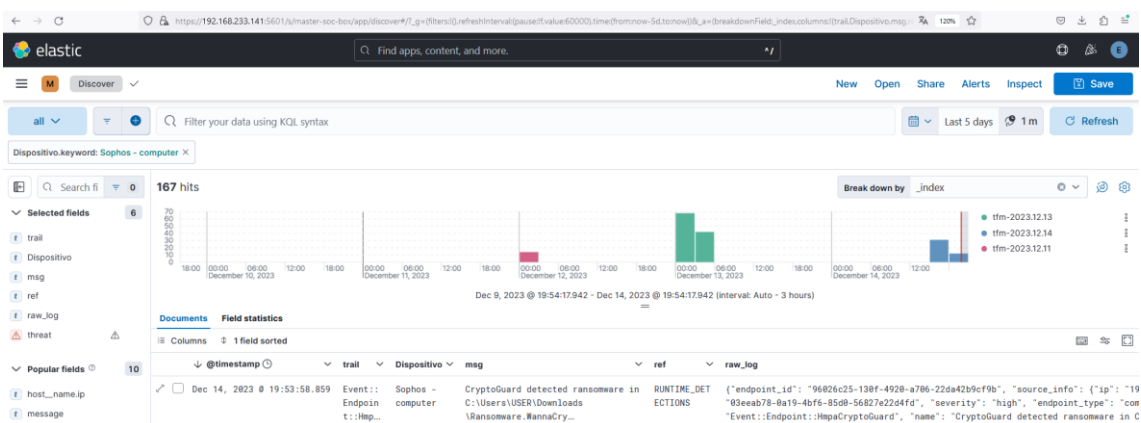 https://192.168.233.141:5601/s/master-soc-box/app/discover#/?_g=(filters:!(),refreshInterval:(pause:!f,value:60000),time:(from:now-5d,to:now))&_a=(breakdownField:_index,columns:!(trail,Dispositivo,msg,
120%
elastic
Find apps, content, and more.
^/
E
M
Discover
New
Open
Share
Alerts
Inspect
Save
all
Filter your data using KQL syntax
Last 5 days
1 m
Refresh
Dispositivo.keyword: Sophos - computer ×
Search fi
0
167 hits
Break down by _index
Selected fields 6
trail
Dispositivo
msg
ref
raw_log
threat
Popular fields 10
host__name.ip
message
70
60
50
40
30
20
10
0
18:00 00:00 06:00 12:00 18:00 00:00 06:00 12:00 18:00 00:00 06:00 12:00 18:00 00:00 06:00 12:00 18:00 00:00 06:00 12:00
December 10, 2023 December 11, 2023 December 12, 2023 December 13, 2023 December 14, 2023
tfm-2023.12.13
tfm-2023.12.14
tfm-2023.12.11
Dec 9, 2023 @ 19:54:17.942 - Dec 14, 2023 @ 19:54:17.942 (interval: Auto - 3 hours)
Documents Field statistics
Columns 1 field sorted
@timestamp trail Dispositivo msg ref raw_log
Dec 14, 2023 @ 19:53:58.859 Event:: Sophos - CryptoGuard detected ransomware in RUNTIME_DET {"endpoint_id": "96026c25-130f-4920-a706-22da42b9cf9b", "source_info": {"ip": "19
Endpoin computer C:\Users\USER\Downloads ECTIONS "03eeab78-0a19-4bf6-85d0-56827e22d4fd", "severity": "high", "endpoint_type": "com
t::Hmp… \Ransomware.WannaCry… "Event::Endpoint::HmpaCryptoGuard", "name": "CryptoGuard detected ransomware in C